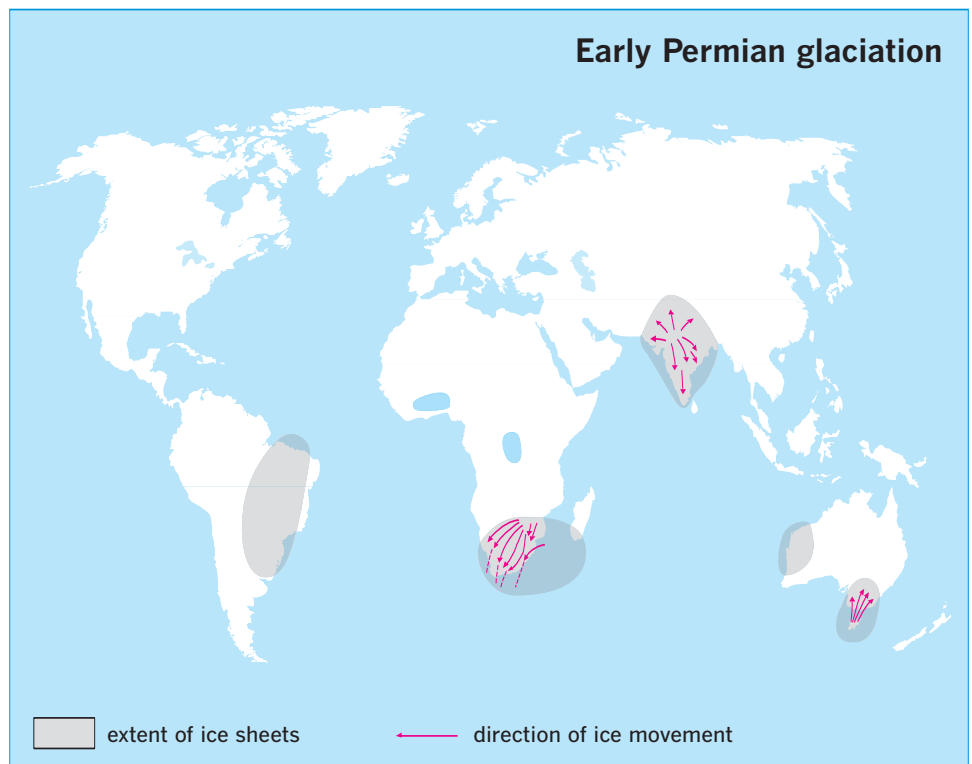 Early Permian glaciation
extent of ice sheets
direction of ice movement